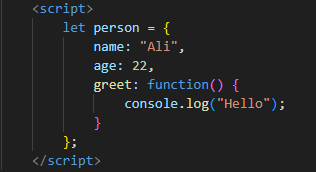 <script>
let person = {
name: "Ali",
age: 22,
greet: function() {
console.log("Hello");
}
};
</script>